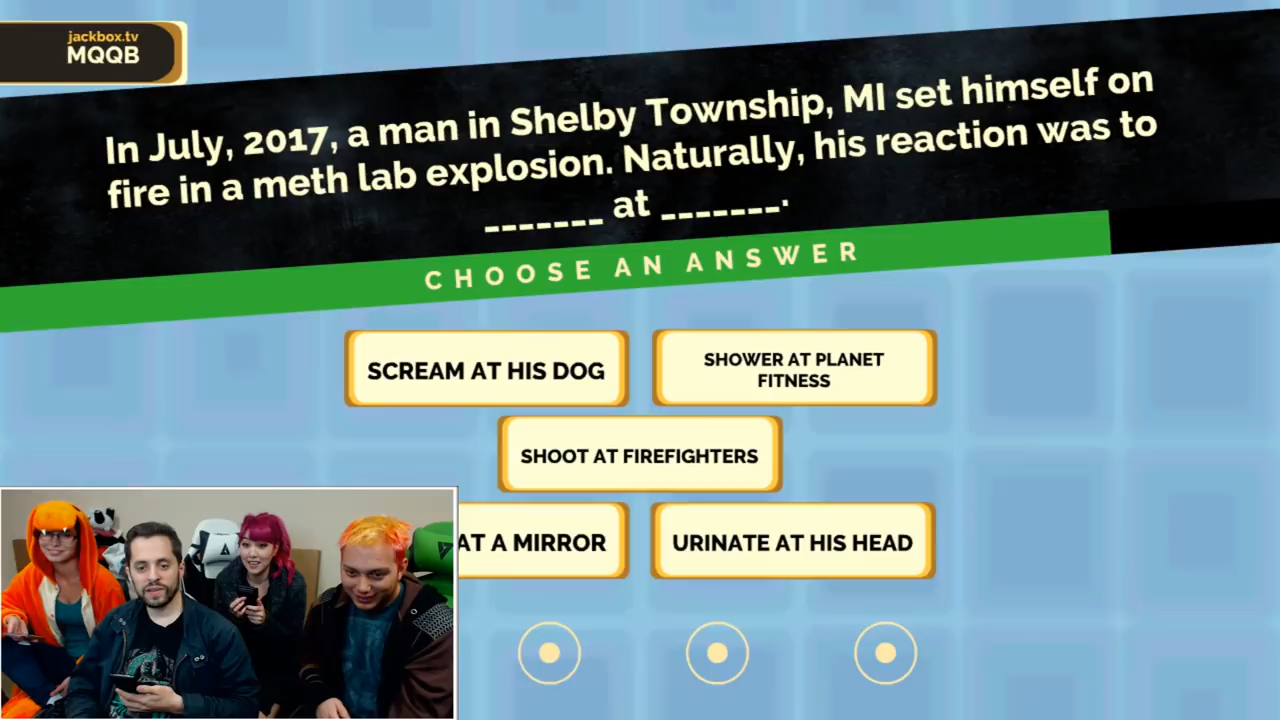 jackbox.tv
MQQB
In July, 2017, a man in Shelby Township, MI set himself on
fire in a meth lab explosion. Naturally, his reaction was to
_______ at _______.
CHOOSE AN ANSWER
SCREAM AT HIS DOG
SHOWER AT PLANET
FITNESS
SHOOT AT FIREFIGHTERS
AT A MIRROR
URINATE AT HIS HEAD